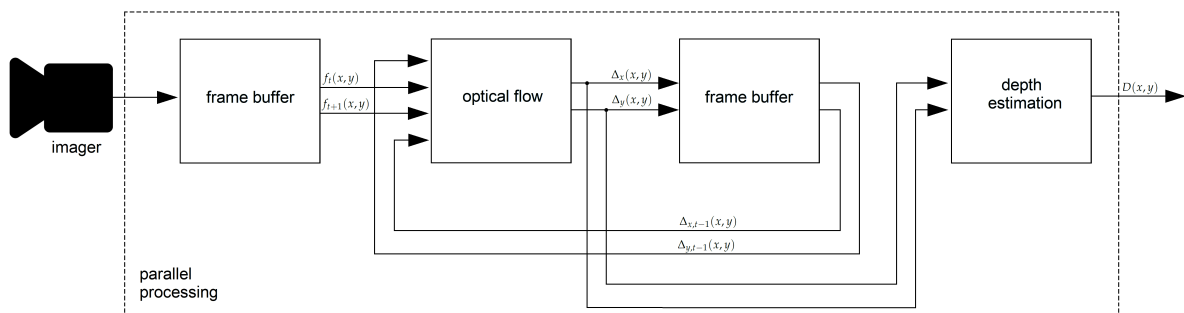 imager
frame buffer
f_t(x, y)
f_{t+1}(x, y)
optical flow
Δ_x(x, y)
Δ_y(x, y)
frame buffer
depth
estimation
D(x, y)
Δ_{x,t−1}(x, y)
Δ_{y,t−1}(x, y)
parallel
processing